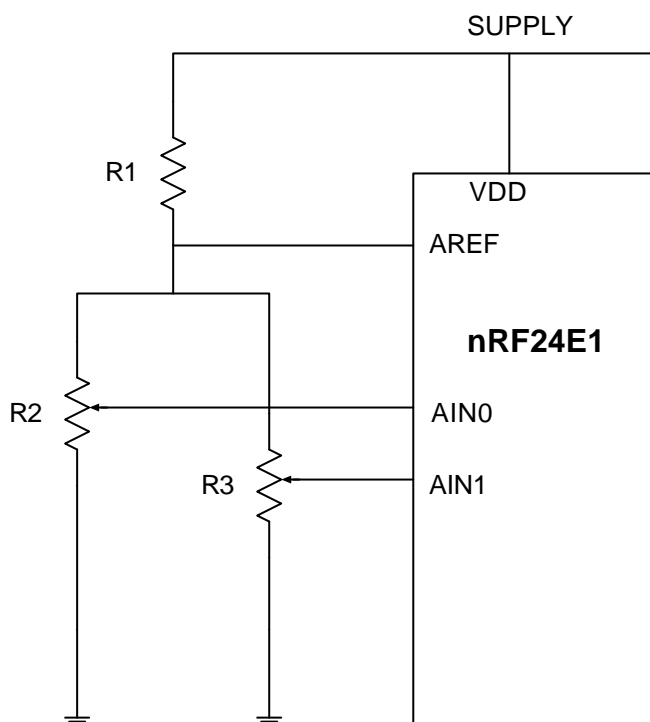 SUPPLY
R1
VDD
AREF
nRF24E1
R2
AIN0
R3
AIN1